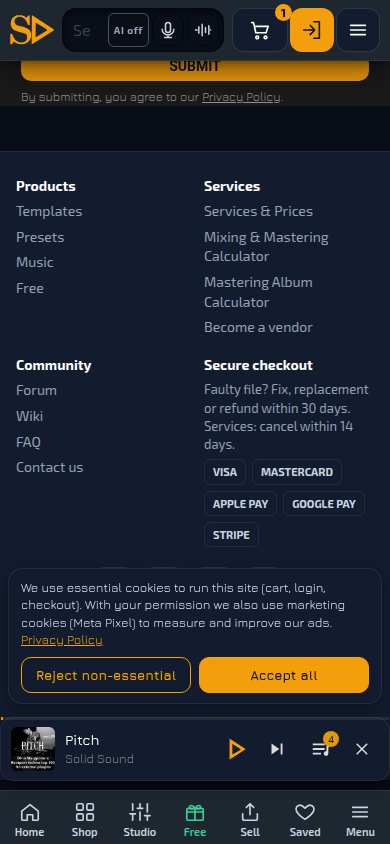 SD
Se
AI off
1
SUBMIT
By submitting, you agree to our Privacy Policy.
Products
Templates
Presets
Music
Free
Services
Services & Prices
Mixing & Mastering
Calculator
Mastering Album
Calculator
Become a vendor
Community
Forum
Wiki
FAQ
Contact us
Secure checkout
Faulty file? Fix, replacement
or refund within 30 days.
Services: cancel within 14
days.
VISA
MASTERCARD
APPLE PAY
GOOGLE PAY
STRIPE
We use essential cookies to run this site (cart, login,
checkout). With your permission we also use marketing
cookies (Meta Pixel) to measure and improve our ads.
Privacy Policy
Reject non-essential
Accept all
PITCH
Pitch
Solid Sound
4
Home
Shop
Studio
Free
Sell
Saved
Menu